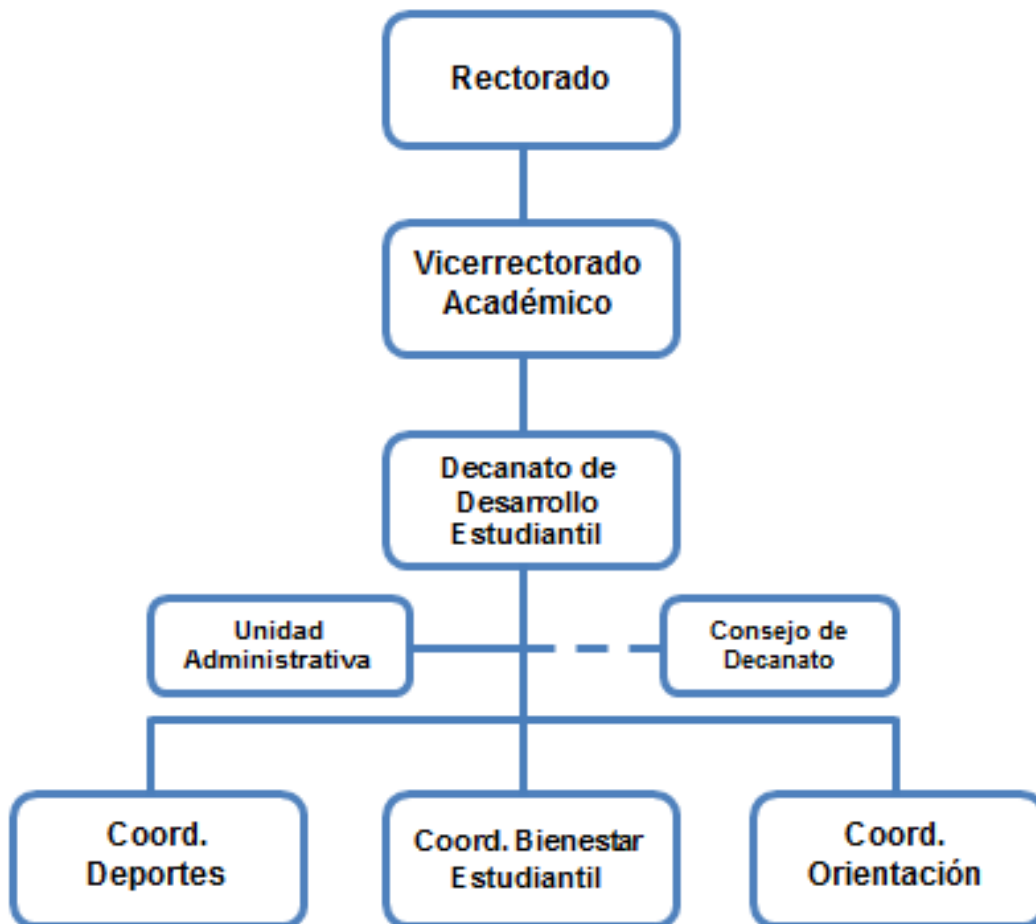 Rectorado
Vicerrectorado
Académico
Decanato de
Desarrollo
Estudiantil
Unidad
Administrativa
Consejo de
Decanato
Coord.
Deportes
Coord. Bienestar
Estudiantil
Coord.
Orientación